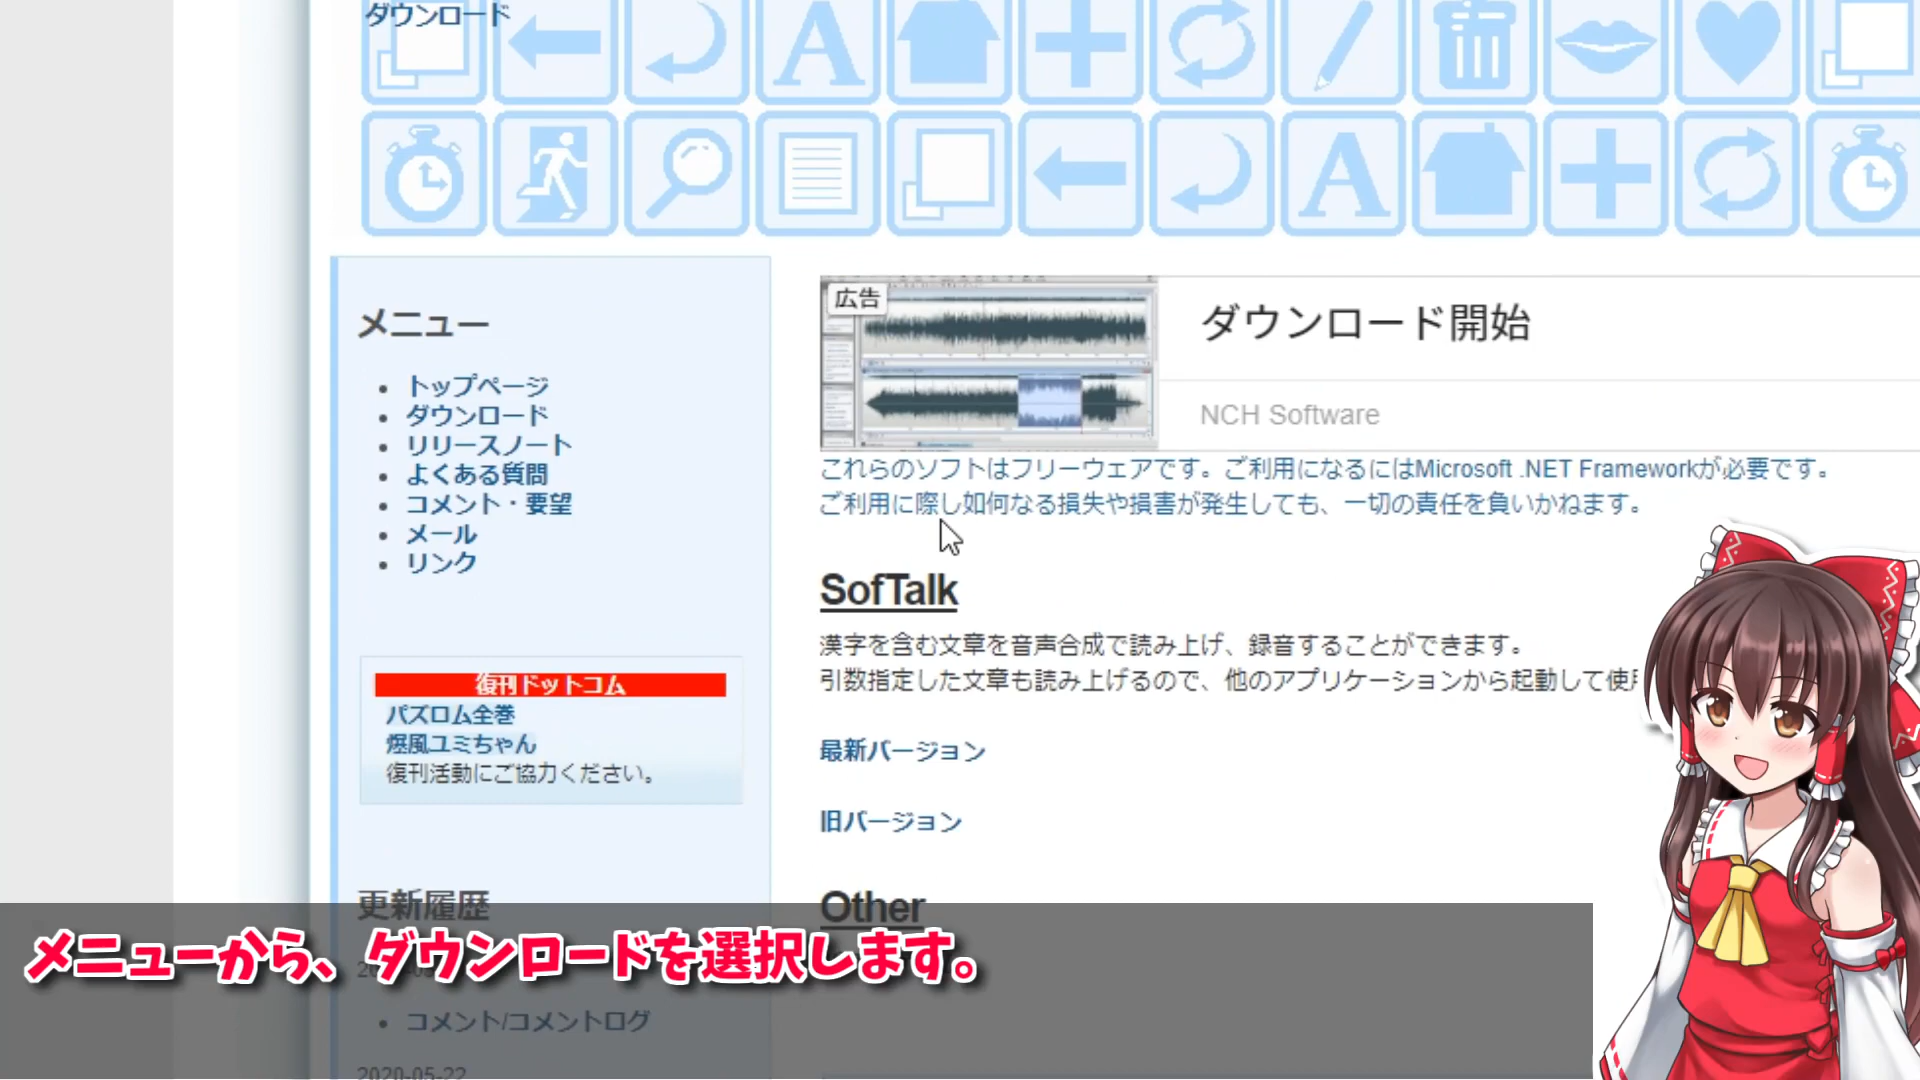 ダウンロード
メニュー
トップページ
ダウンロード
リリースノート
よくある質問
コメント・要望
メール
リンク
復刊ドットコム
パズロム全巻
爆風ユミちゃん
復刊活動にご協力ください。
更新履歴
コメント/コメントログ
2020-05-22
広告
ダウンロード開始
NCH Software
これらのソフトはフリーウェアです。ご利用になるにはMicrosoft .NET Frameworkが必要です。
ご利用に際し如何なる損失や損害が発生しても、一切の責任を負いかねます。
SofTalk
漢字を含む文章を音声合成で読み上げ、録音することができます。
引数指定した文章も読み上げるので、他のアプリケーションから起動して使用
最新バージョン
旧バージョン
Other
メニューから、ダウンロードを選択します。